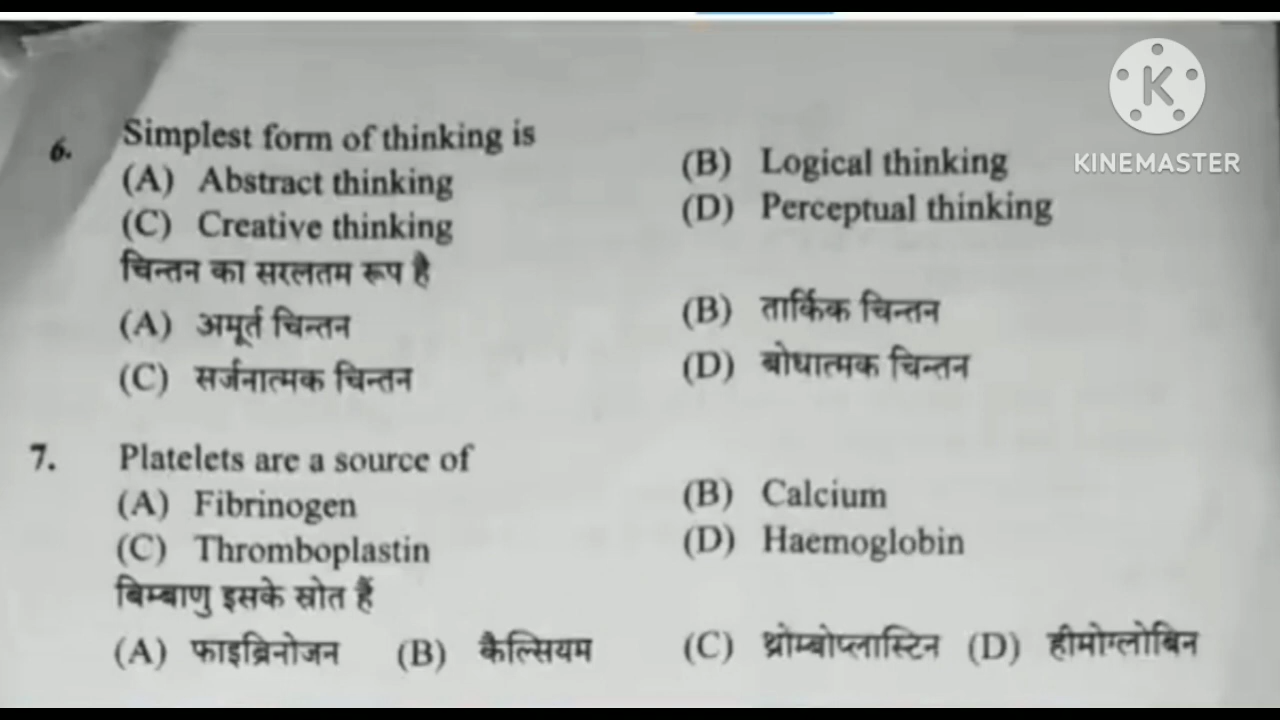 KINEMASTER
6. Simplest form of thinking is
(A) Abstract thinking (B) Logical thinking
(C) Creative thinking (D) Perceptual thinking
चिन्तन का सरलतम रूप है
(A) अमूर्त चिन्तन (B) तार्किक चिन्तन
(C) सर्जनात्मक चिन्तन (D) बोधात्मक चिन्तन
7. Platelets are a source of
(A) Fibrinogen (B) Calcium
(C) Thromboplastin (D) Haemoglobin
बिम्बाणु इसके स्रोत हैं
(A) फाइब्रिनोजन (B) कैल्सियम (C) थ्रोम्बोप्लास्टिन (D) हीमोग्लोबिन